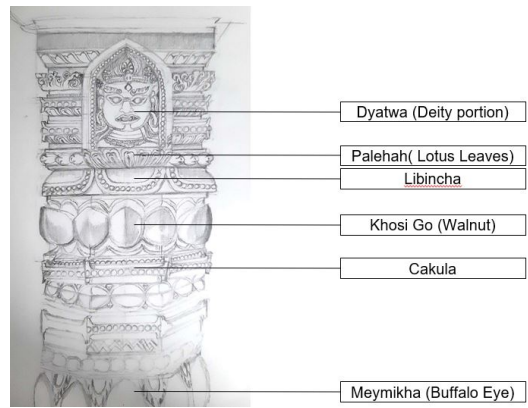 Dyatwa (Deity portion)
Palehah( Lotus Leaves)
Libincha
Khosi Go (Walnut)
Cakula
Meymikha (Buffalo Eye)